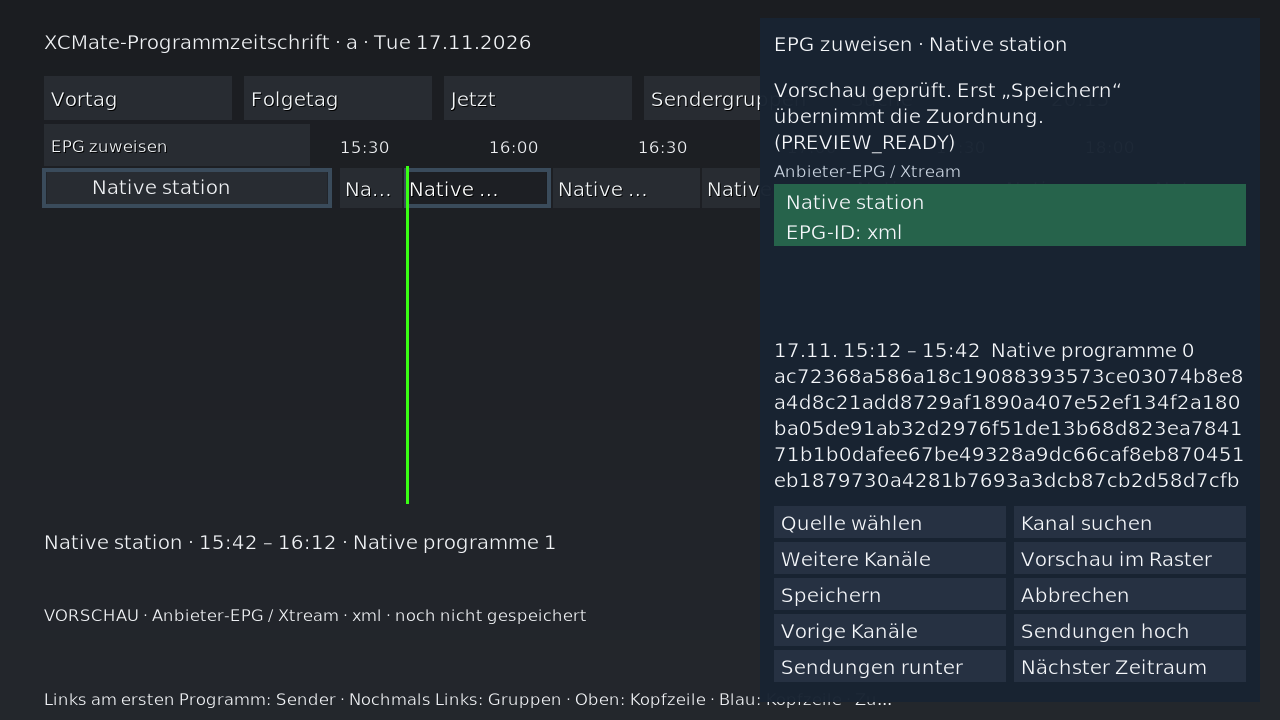 XCMate-Programmzeitschrift · a · Tue 17.11.2026
Vortag
Folgetag
Jetzt
EPG zuweisen
15:30
16:00
16:30
Native station
Na...
Native ...
Native ...
Native station · 15:42 – 16:12 · Native programme 1
VORSCHAU · Anbieter-EPG / Xtream · xml · noch nicht gespeichert
Links am ersten Programm: Sender · Nochmals Links: Gruppen · Oben: Kopfzeile · Blau: Kopfzeile · Zu...
EPG zuweisen · Native station
Vorschau geprüft. Erst „Speichern“
übernimmt die Zuordnung.
(PREVIEW_READY)
Anbieter-EPG / Xtream
Native station
EPG-ID: xml
17.11. 15:12 – 15:42  Native programme 0
ac72368a586a18c19088393573ce03074b8e8
a4d8c21add8729af1890a407e52ef134f2a180
ba05de91ab32d2976f51de13b68d823ea7841
71b1b0dafee67be49328a9dc66caf8eb870451
eb1879730a4281b7693a3dcb87cb2d58d7cfb
Quelle wählen
Kanal suchen
Weitere Kanäle
Vorschau im Raster
Speichern
Abbrechen
Vorige Kanäle
Sendungen hoch
Sendungen runter
Nächster Zeitraum